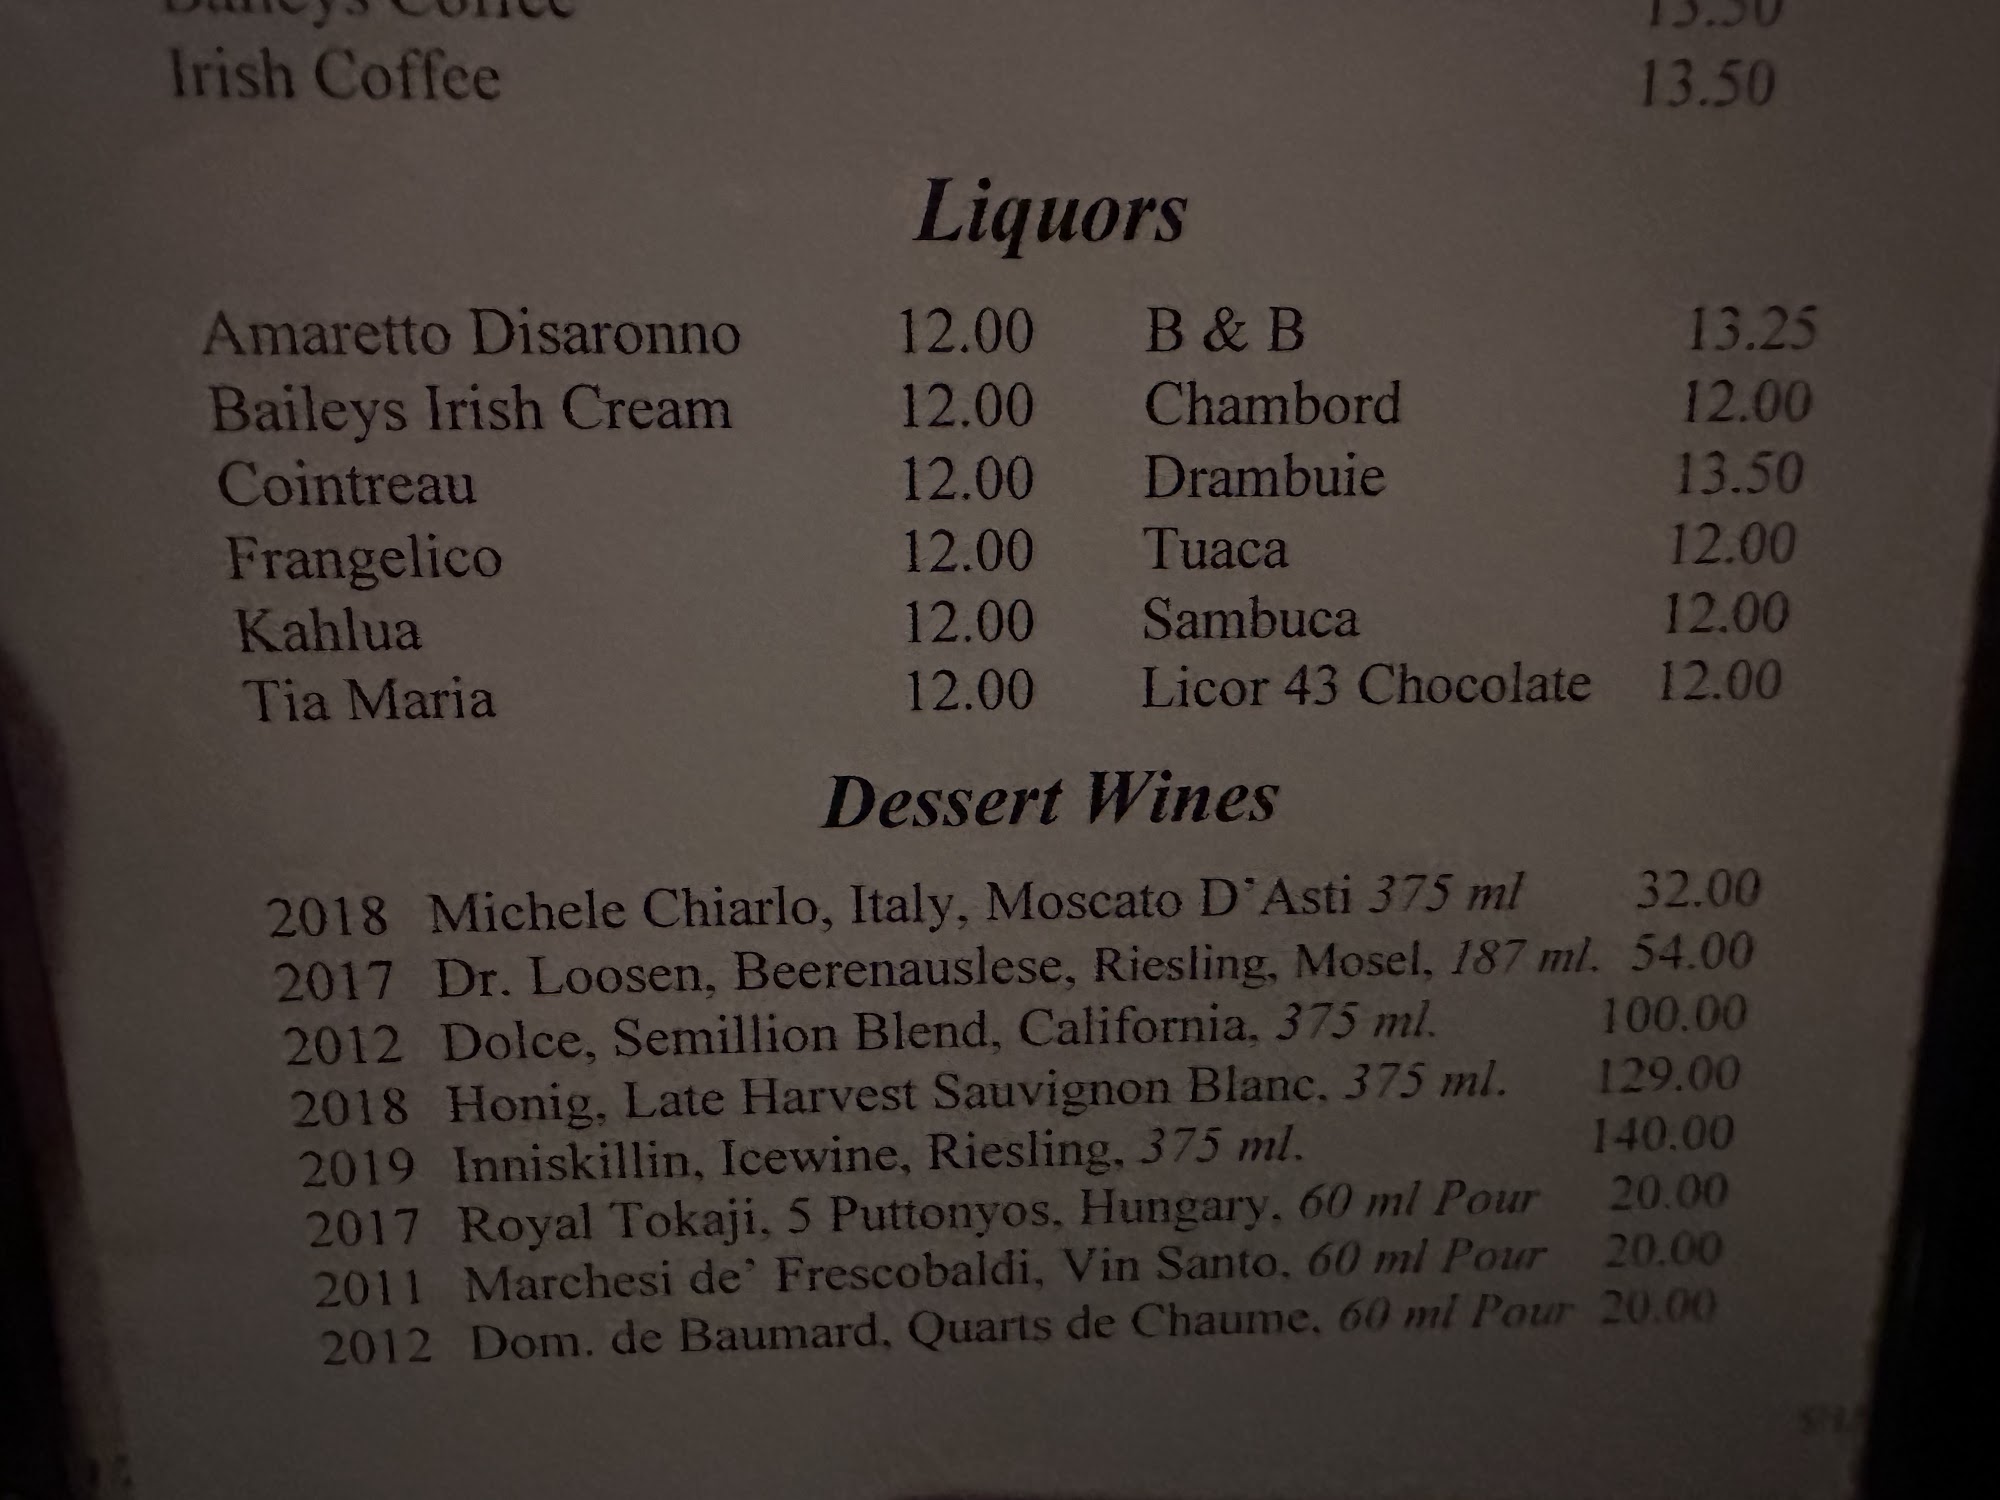 Baileys Coffee 13.50
Irish Coffee 13.50
Liquors
Amaretto Disaronno 12.00 B & B 13.25
Baileys Irish Cream 12.00 Chambord 12.00
Cointreau 12.00 Drambuie 13.50
Frangelico 12.00 Tuaca 12.00
Kahlua 12.00 Sambuca 12.00
Tia Maria 12.00 Licor 43 Chocolate 12.00
Dessert Wines
2018 Michele Chiarlo, Italy, Moscato D'Asti 375 ml 32.00
2017 Dr. Loosen, Beerenauslese, Riesling, Mosel, 187 ml. 54.00
2012 Dolce, Semillion Blend, California, 375 ml. 100.00
2018 Honig, Late Harvest Sauvignon Blanc, 375 ml. 129.00
2019 Inniskillin, Icewine, Riesling, 375 ml. 140.00
2017 Royal Tokaji, 5 Puttonyos, Hungary, 60 ml Pour 20.00
2011 Marchesi de’ Frescobaldi, Vin Santo, 60 ml Pour 20.00
2012 Dom. de Baumard, Quarts de Chaume, 60 ml Pour 20.00